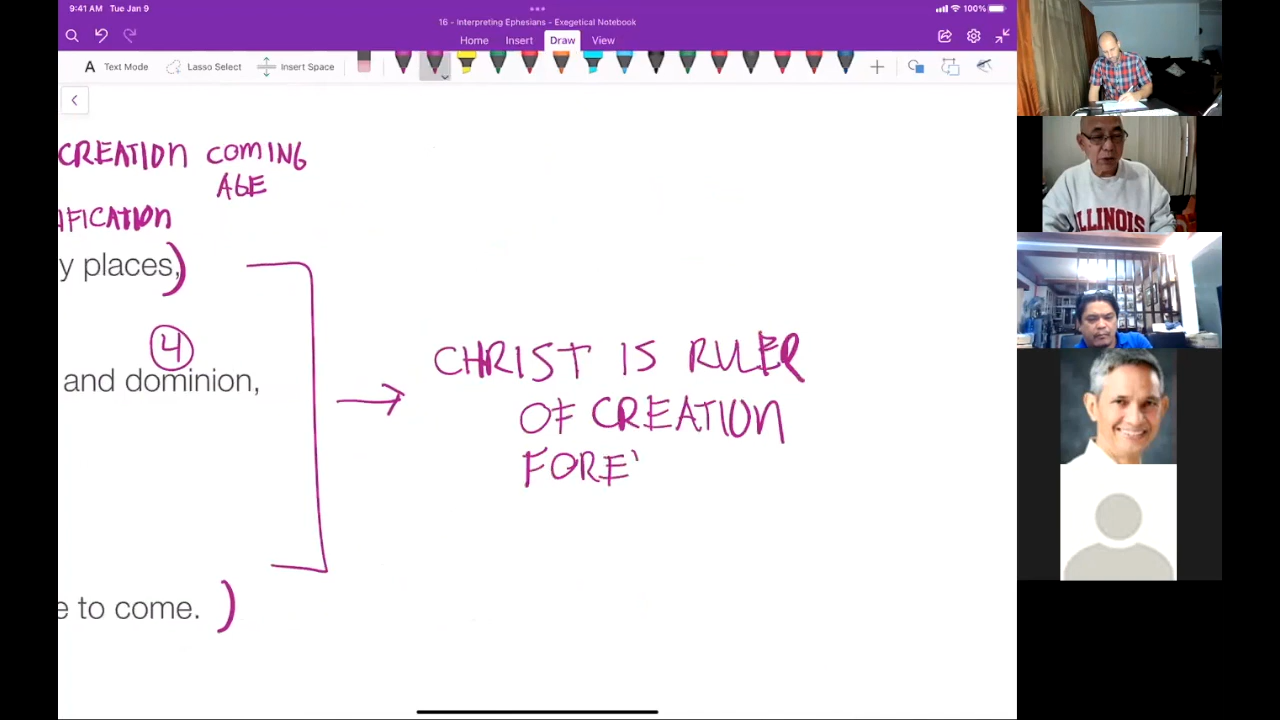 9:41 AM Tue Jan 9
100%
16 - Interpreting Ephesians - Exegetical Notebook
Home Insert Draw View
A Text Mode Lasso Select Insert Space
CREATION COMING
AGE
IFICATION
y places,)
4
and dominion,
CHRIST IS RULER
OF CREATION
FORE
e to come. )
ILLINOIS